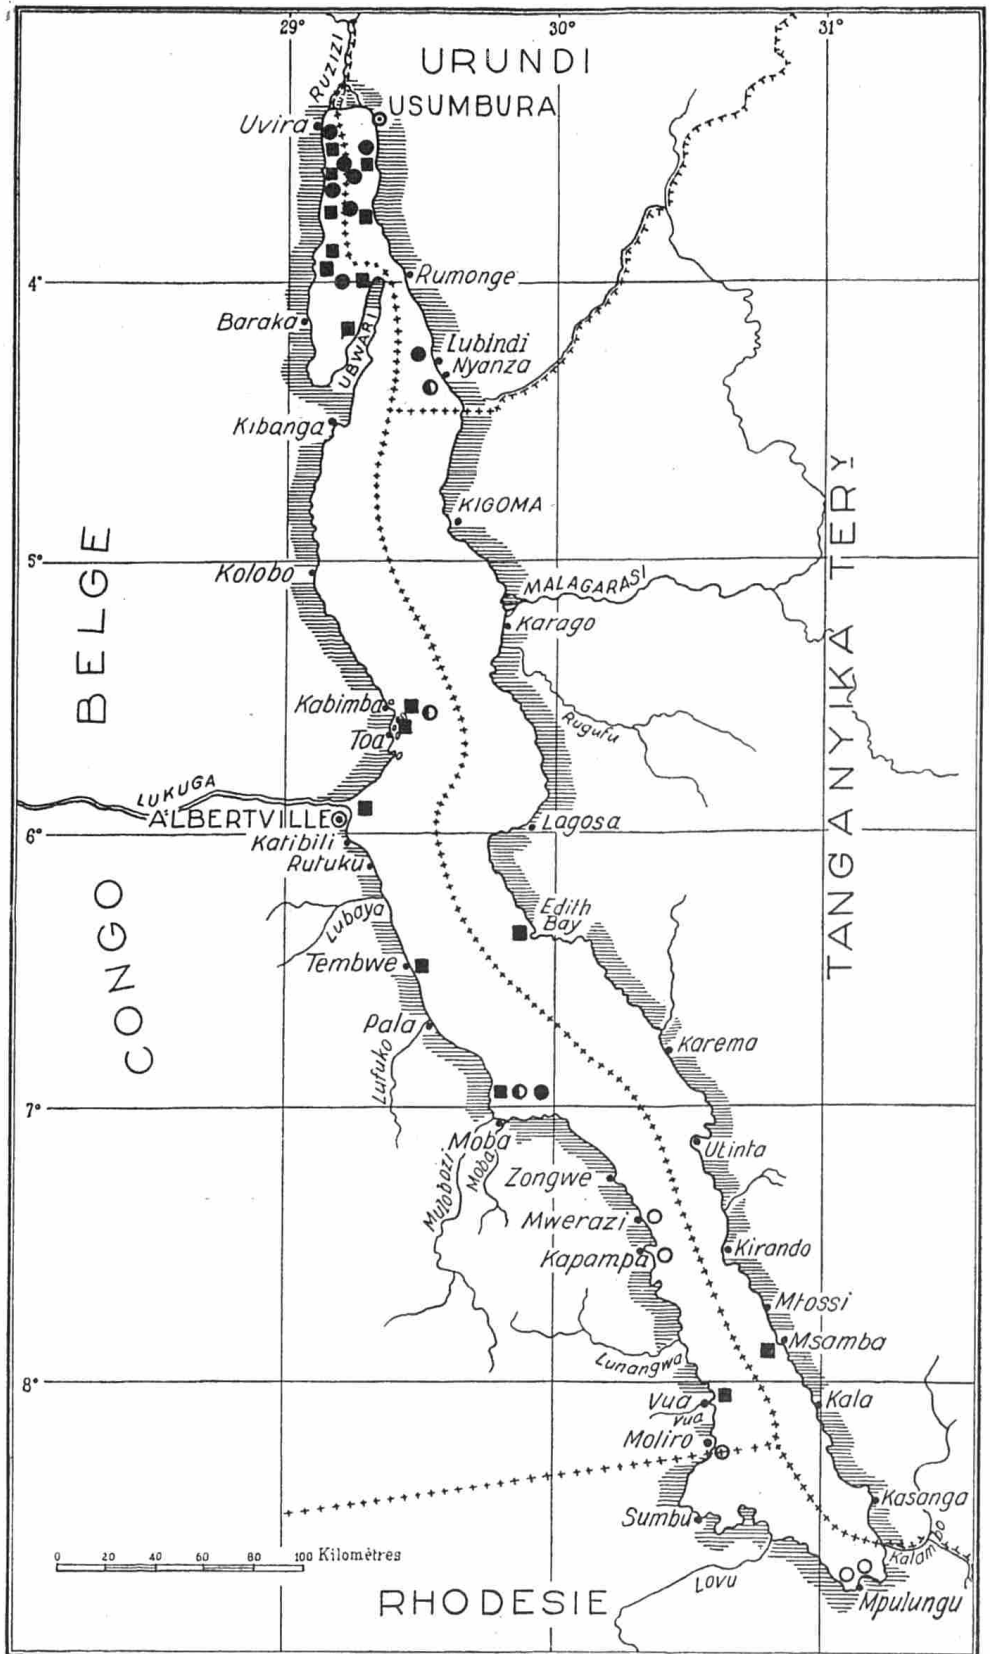 29° 30° 31°
RUZIZI
URUNDI
USUMBURA
Uvira
4°
Rumonge
Baraka
UBWARI
Lubindi
Nyanza
Kibanga
KIGOMA
5°
Kolobo
MALAGARASI
Karago
Kabimba
Rugufu
Toa
LUKUGA
ALBERTVILLE
6°
Lagosa
Katibili
Rutuku
Edith
Bay
Lubaya
Tembwe
Pala
Karema
Lufuko
7°
Moba
Utinta
Mulobozi
Moba
Zongwe
Mwerazi
Kapampa
Kirando
Mtossi
Msamba
Lunangwa
8°
Vua
Vua
Kala
Moliro
Kasanga
Sumbu
Kalambo
0 20 40 60 80 100 Kilomètres
Lovu
Mpulungu
RHODESIE
CONGO BELGE
TANGANYIKA TERY